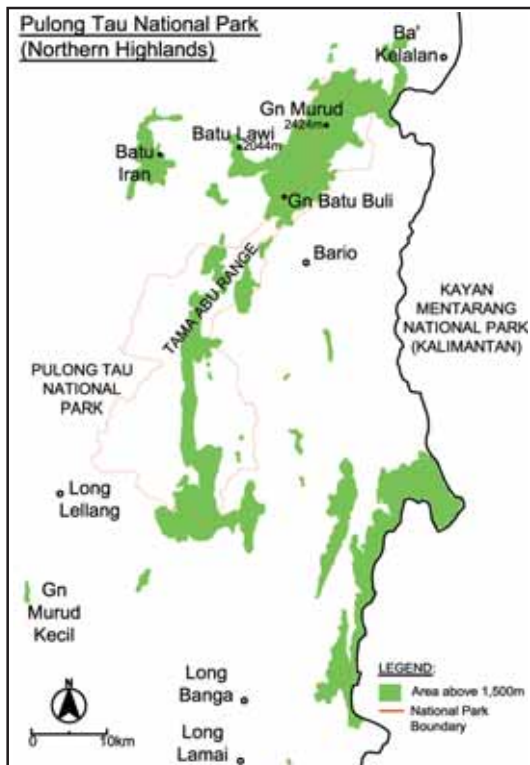 Pulong Tau National Park
(Northern Highlands)
Ba'
Kelalan
Gn Murud
2424m
Batu Lawi
2044m
Batu
Iran
Gn Batu Buli
Bario
TAMA ABU RANGE
KAYAN
MENTARANG
NATIONAL PARK
(KALIMANTAN)
PULONG TAU
NATIONAL
PARK
Long
Lellang
Gn
Murud
Kecil
Long
Banga
Long
Lamai
N
0 10km
LEGEND:
Area above 1,500m
National Park
Boundary